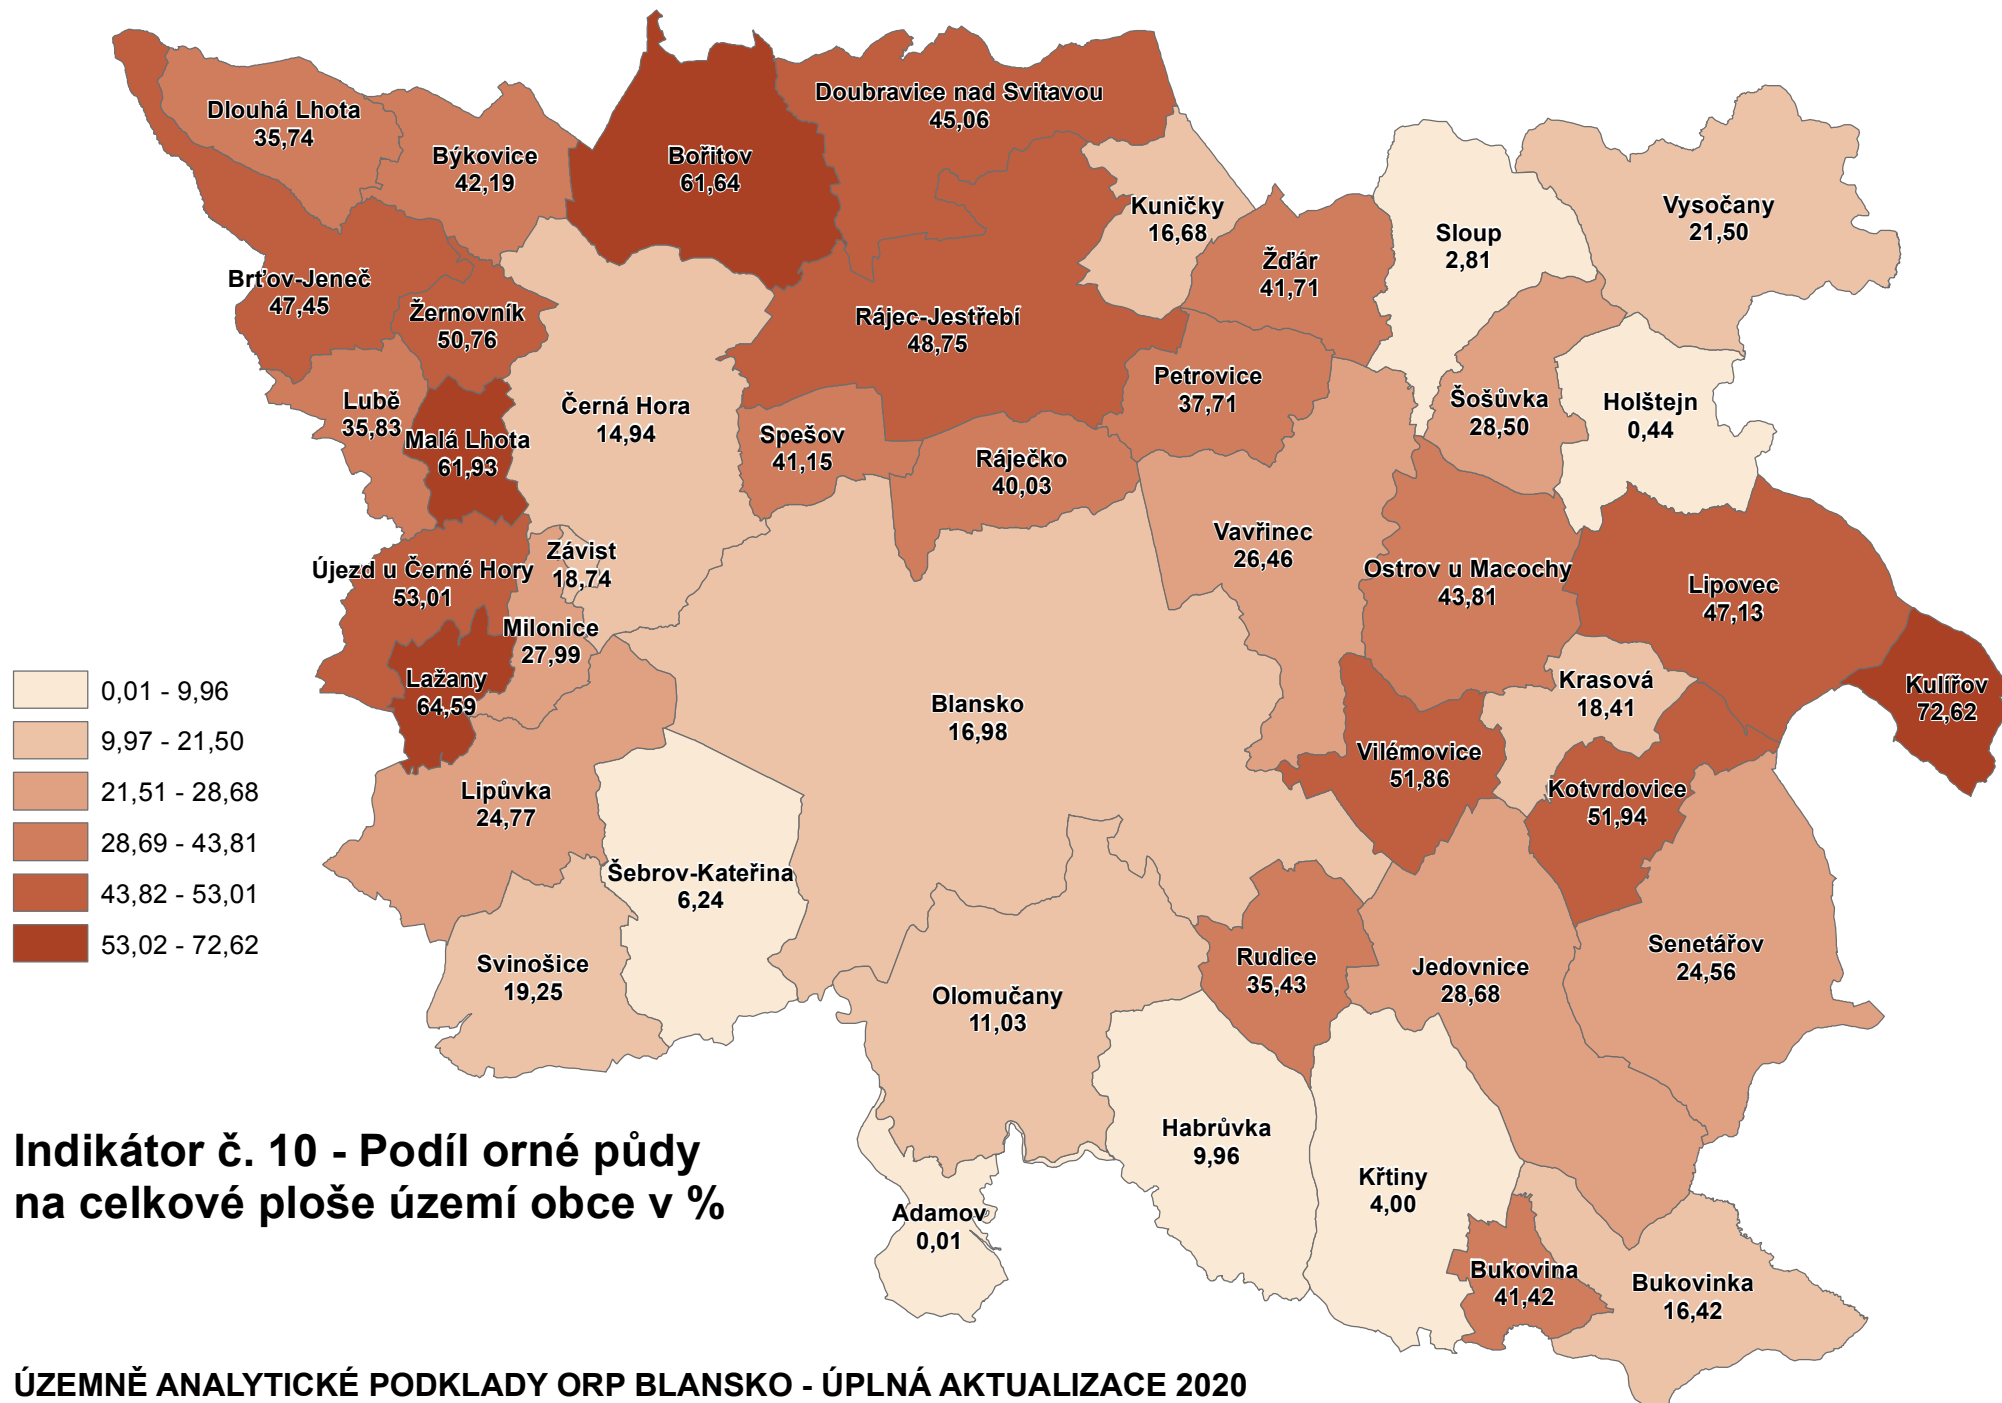 Dlouhá Lhota
35,74
Býkovice
42,19
Bořitov
61,64
Doubravice nad Svitavou
45,06
Kuničky
16,68
Žďár
41,71
Sloup
2,81
Vysočany
21,50
Brťov-Jeneč
47,45
Žernovník
50,76
Rájec-Jestřebí
48,75
Lubě
35,83
Malá Lhota
61,93
Černá Hora
14,94
Spešov
41,15
Ráječko
40,03
Petrovice
37,71
Šošůvka
28,50
Holštejn
0,44
Újezd u Černé Hory
53,01
Závist
18,74
Vavřinec
26,46
Ostrov u Macochy
43,81
Lipovec
47,13
Milonice
27,99
Lažany
64,59
Blansko
16,98
Krasová
18,41
Kulířov
72,62
Vilémovice
51,86
Kotvrdovice
51,94
Lipůvka
24,77
Šebrov-Kateřina
6,24
Svinošice
19,25
Olomučany
11,03
Rudice
35,43
Jedovnice
28,68
Senetářov
24,56
Habrůvka
9,96
Křtiny
4,00
Adamov
0,01
Bukovina
41,42
Bukovinka
16,42
0,01 - 9,96
9,97 - 21,50
21,51 - 28,68
28,69 - 43,81
43,82 - 53,01
53,02 - 72,62
Indikátor č. 10 - Podíl orné půdy
na celkové ploše území obce v %
ÚZEMNĚ ANALYTICKÉ PODKLADY ORP BLANSKO - ÚPLNÁ AKTUALIZACE 2020